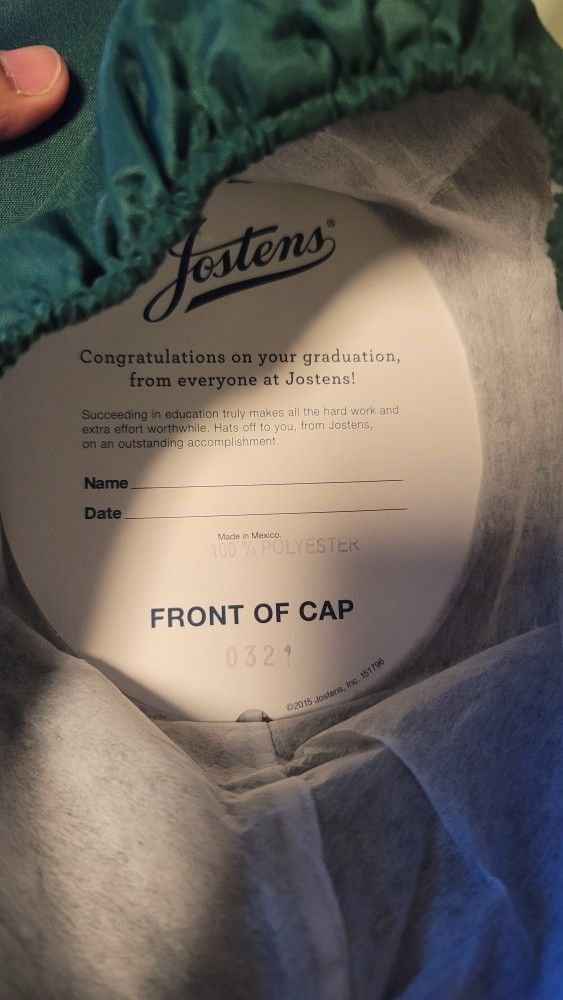 Jostens®
Congratulations on your graduation,
from everyone at Jostens!
Succeeding in education truly makes all the hard work and
extra effort worthwhile. Hats off to you, from Jostens,
on an outstanding accomplishment.
Name
Date
Made in Mexico.
100 % POLYESTER
FRONT OF CAP
0321
©2015 Jostens, Inc. 151796